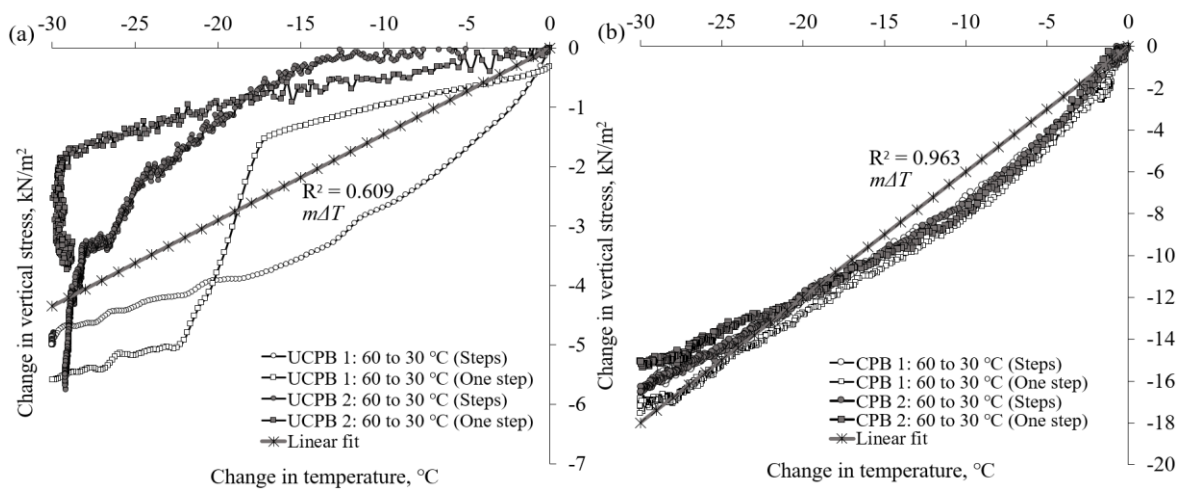 (a)
-30 -25 -20 -15 -10 -5 0
0
-1
-2
-3
-4
-5
-6
-7
Change in vertical stress, kN/m²
R² = 0.609
mΔT
UCPB 1: 60 to 30 °C (Steps)
UCPB 1: 60 to 30 °C (One step)
UCPB 2: 60 to 30 °C (Steps)
UCPB 2: 60 to 30 °C (One step)
Linear fit
Change in temperature, °C
(b)
-30 -25 -20 -15 -10 -5 0
0
-2
-4
-6
-8
-10
-12
-14
-16
-18
-20
Change in vertical stress, kN/m²
R² = 0.963
mΔT
CPB 1: 60 to 30 °C (Steps)
CPB 1: 60 to 30 °C (One step)
CPB 2: 60 to 30 °C (Steps)
CPB 2: 60 to 30 °C (One step)
Linear fit
Change in temperature, °C